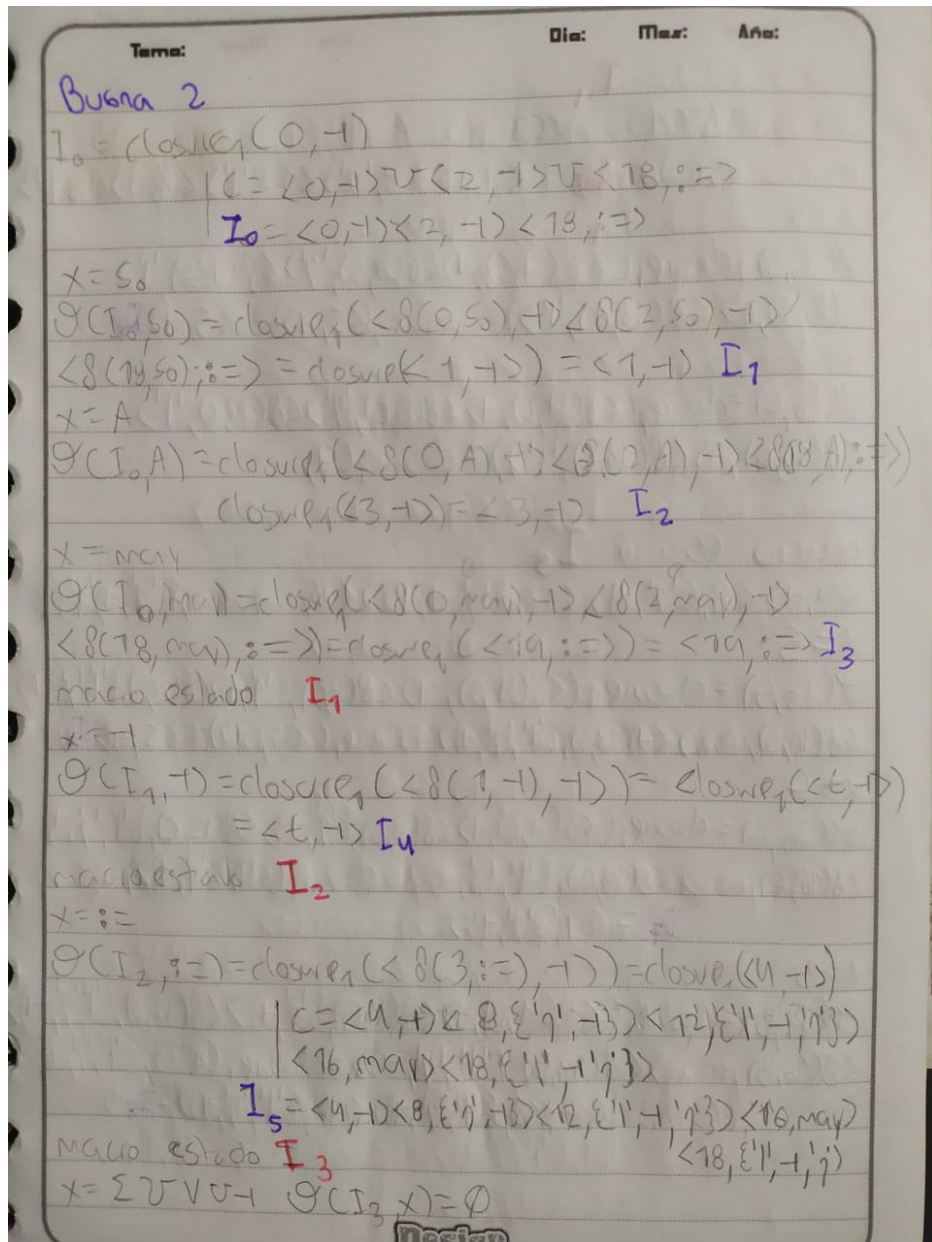 Tema:
Dia: Mes: Año:
Buena 2
I₀ = closure₁(0,⊣)
C = <0,⊣> U <2,⊣> U <18,:=>
I₀ = <0,⊣><2,⊣><18,:=>
x = S₀
θ(I₀,S₀) = closure₁(<δ(0,S₀),⊣><δ(2,S₀),⊣>
<δ(18,S₀);:=> = closure(<1,⊣>) = <1,⊣> I₁
x = A
θ(I₀,A) = closure₁(<δ(0,A),⊣><δ(2,A),⊣><δ(18,A),:=>)
closure₁(<3,⊣>) = <3,⊣> I₂
x = may
θ(I₀,may) = closure₁(<δ(0,may),⊣><δ(2,may),⊣>
<δ(18,may),:=>) = closure₁(<19,:=>) = <19,:=> I₃
macro estado I₁
x = ⊣
θ(I₁,⊣) = closure₁(<δ(1,⊣),⊣>) = closure₁(<t,⊣>)
= <t,⊣> I₄
macro estado I₂
x = :=
θ(I₂,:=) = closure₁(<δ(3,:=),⊣>) = closure₁(<4,⊣>)
C = <4,⊣><8,{'j',⊣}><12,{'|',⊣,'j'}>
<16,may><18,{'|',⊣,'j'}>
I₅ = <4,⊣><8,{'j',⊣}><12,{'|',⊣,'j'}><16,may>
<18,{'|',⊣,'j')
macro estado I₃
x = Σ U V U ⊣ θ(I₃,x) = Ø
Design